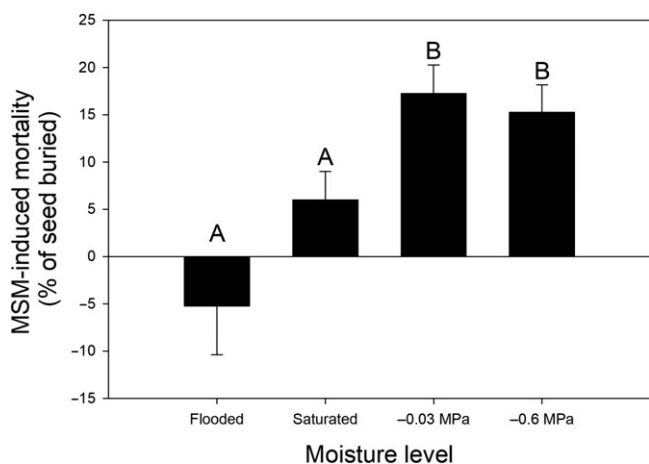 25
20
15
10
5
0
–5
–10
–15
MSM-induced mortality
(% of seed buried)
A
A
B
B
Flooded Saturated –0.03 MPa –0.6 MPa
Moisture level